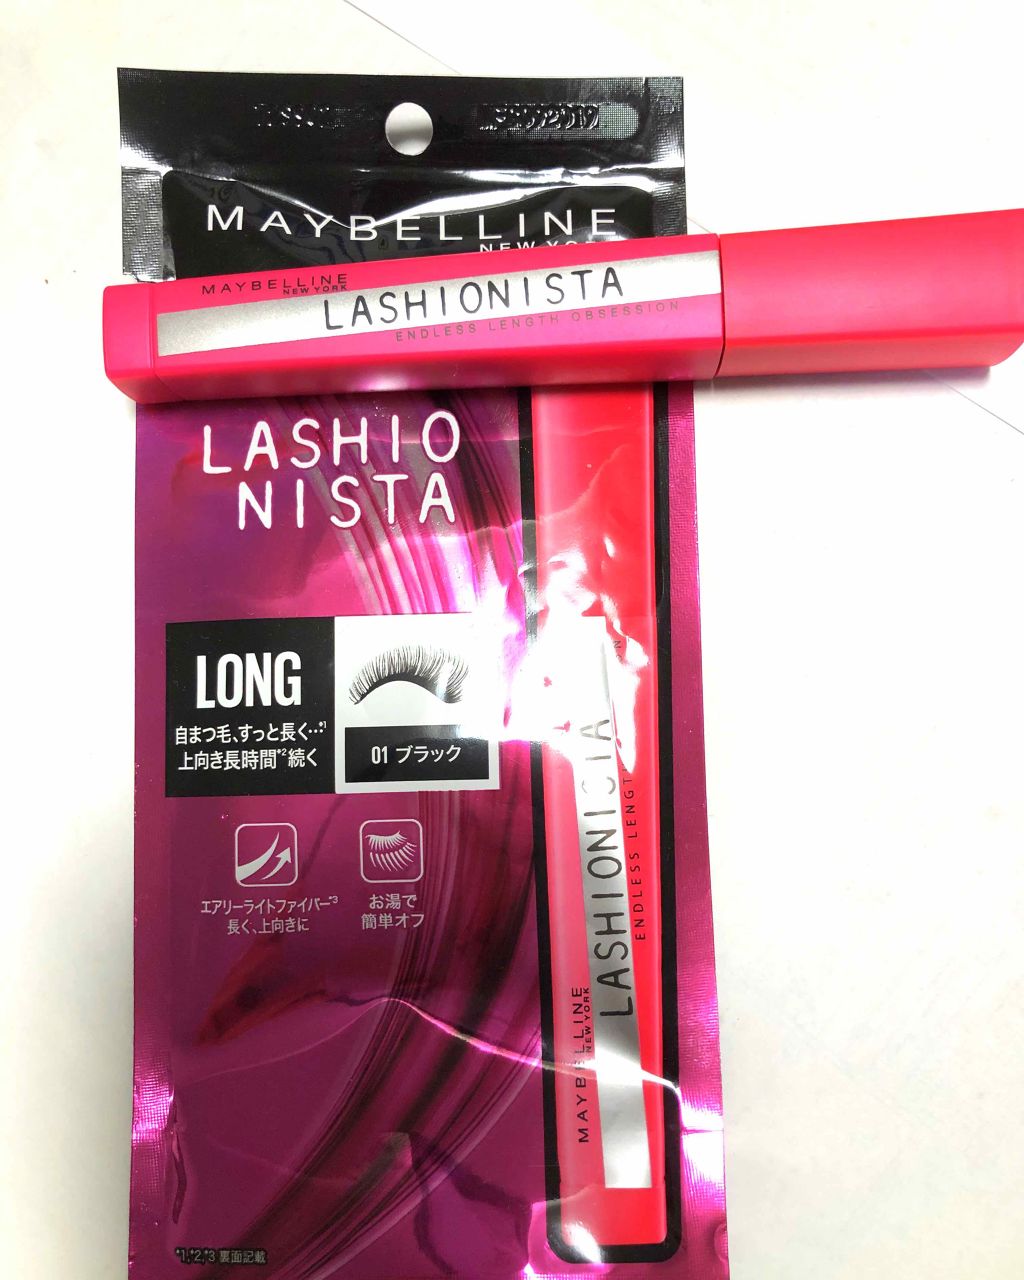 MAYBELLINE
NEW YO
MAYBELLINE
NEW YORK
LASHIONISTA
ENDLESS LENGTH OBSESSION
LASHIO
NISTA
LONG
自まつ毛、すっと長く…*1
上向き長時間*2続く
01 ブラック
エアリーライトファイバー*3
長く、上向きに
お湯で
簡単オフ
MAYBELLINE
NEW YORK
LASHIONISTA
ENDLESS LENGT
*1,*2,*3 裏面記載